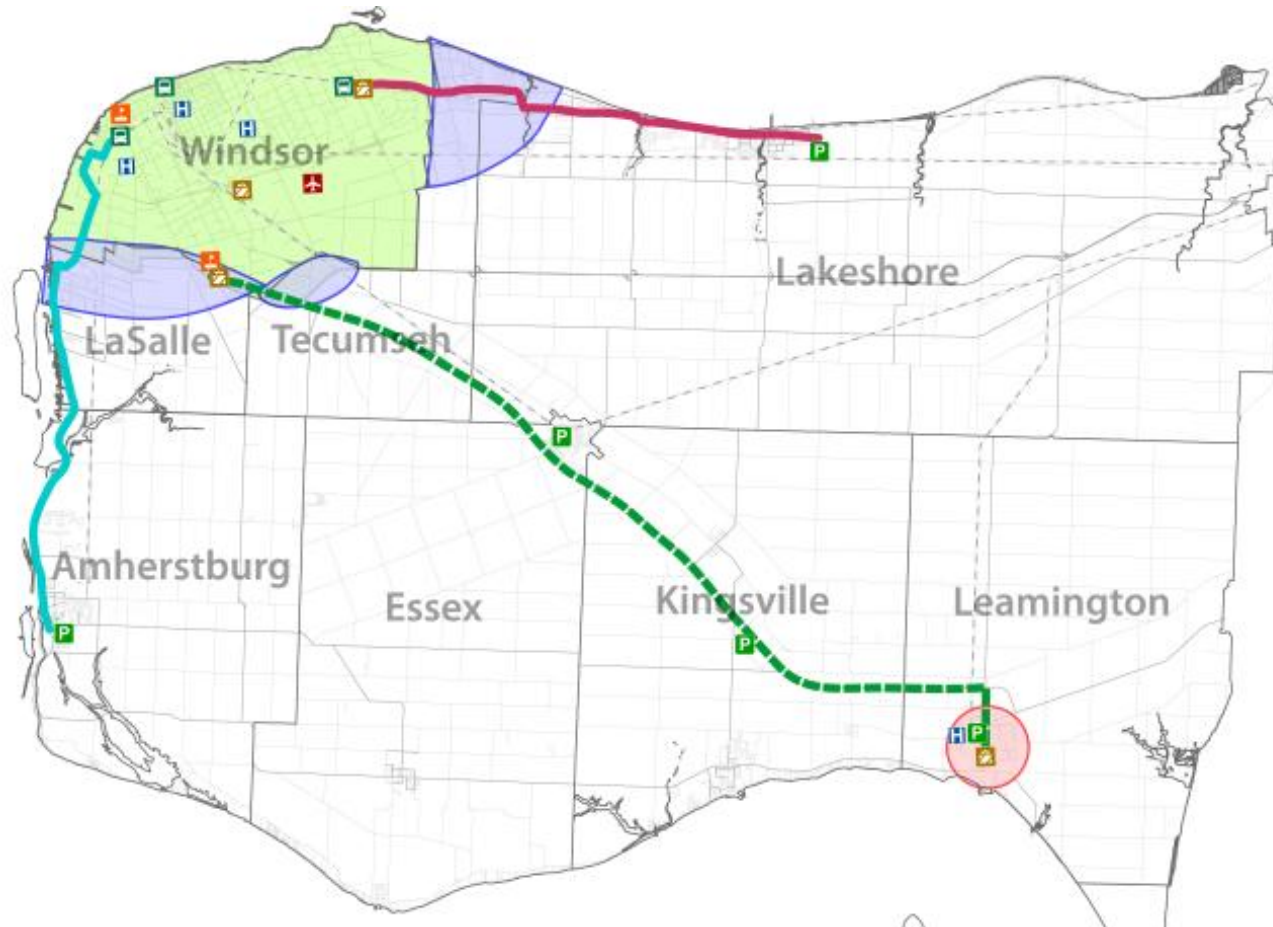 H
H
Windsor
H
P
Lakeshore
LaSalle
Tecumseh
P
Amherstburg
Essex
Kingsville
Leamington
P
P
H
P